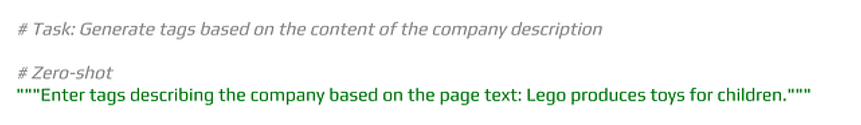 # Task: Generate tags based on the content of the company description
# Zero-shot
"""Enter tags describing the company based on the page text: Lego produces toys for children."""